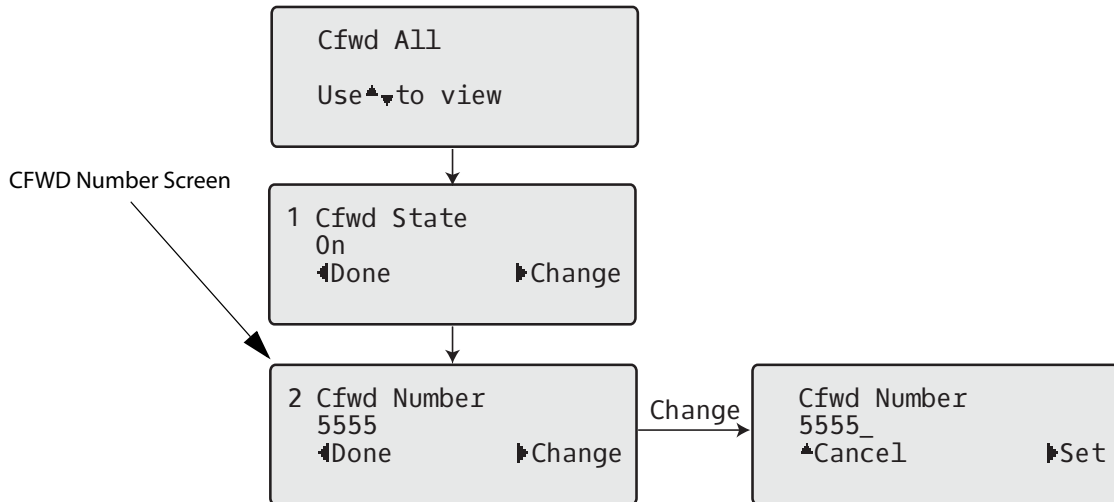 Cfwd All
Use▲▼to view
CFWD Number Screen
1 Cfwd State
On
◀Done ▶Change
2 Cfwd Number
5555
◀Done ▶Change
Change
Cfwd Number
5555_
▲Cancel ▶Set